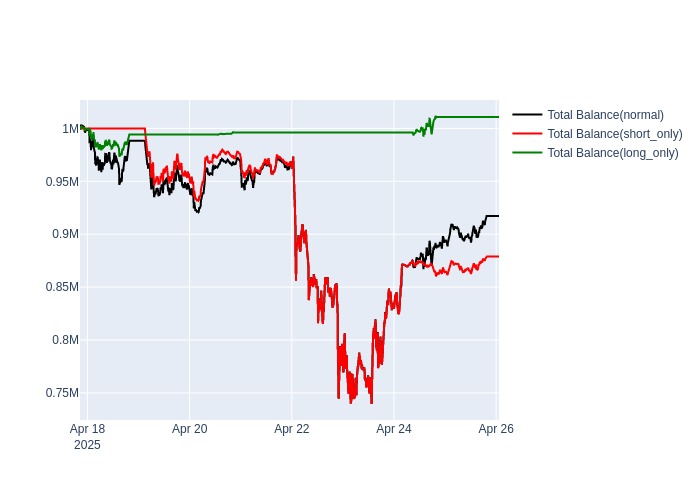 1M
0.95M
0.9M
0.85M
0.8M
0.75M
Apr 18
2025
Apr 20
Apr 22
Apr 24
Apr 26
Total Balance(normal)
Total Balance(short_only)
Total Balance(long_only)